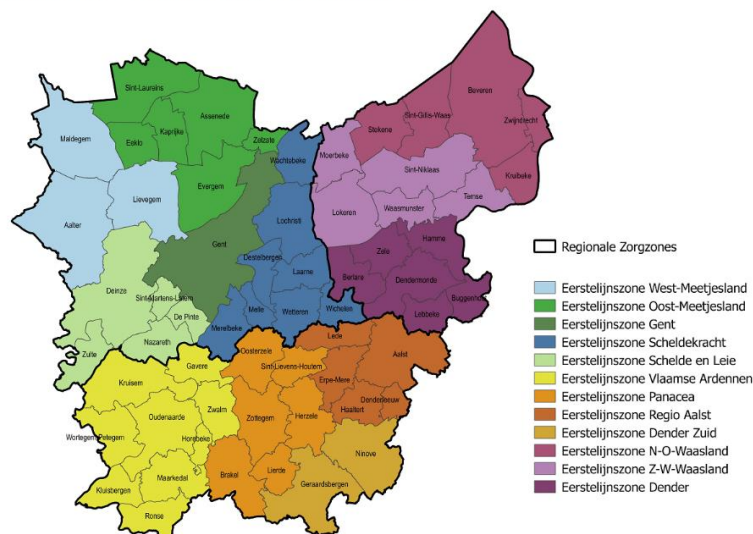 Sint-Laureins
Assenede
Maldegem
Kaprijke
Eeklo
Zelzate
Wachtebeke
Evergem
Lievegem
Aalter
Lochristi
Gent
Destelbergen
Laarne
Deinze
Sint-Martens-Latem
De Pinte
Melle
Wetteren
Wichelen
Merelbeke
Nazareth
Zulte
Beveren
Sint-Gillis-Waas
Stekene
Zwijndrecht
Moerbeke
Sint-Niklaas
Kruibeke
Temse
Waasmunster
Lokeren
Hamme
Zele
Berlare
Dendermonde
Buggenhout
Lebbeke
Gavere
Kruisem
Oudenaarde
Zwalm
Wortegem-Petegem
Horebeke
Maarkedal
Kluisbergen
Ronse
Oosterzele
Sint-Lievens-Houtem
Zottegem
Herzele
Brakel
Lierde
Lede
Aalst
Erpe-Mere
Denderleeuw
Haaltert
Ninove
Geraardsbergen
Regionale Zorgzones
Eerstelijnszone West-Meetjesland
Eerstelijnszone Oost-Meetjesland
Eerstelijnszone Gent
Eerstelijnszone Scheldekracht
Eerstelijnszone Schelde en Leie
Eerstelijnszone Vlaamse Ardennen
Eerstelijnszone Panacea
Eerstelijnszone Regio Aalst
Eerstelijnszone Dender Zuid
Eerstelijnszone N-O-Waasland
Eerstelijnszone Z-W-Waasland
Eerstelijnszone Dender